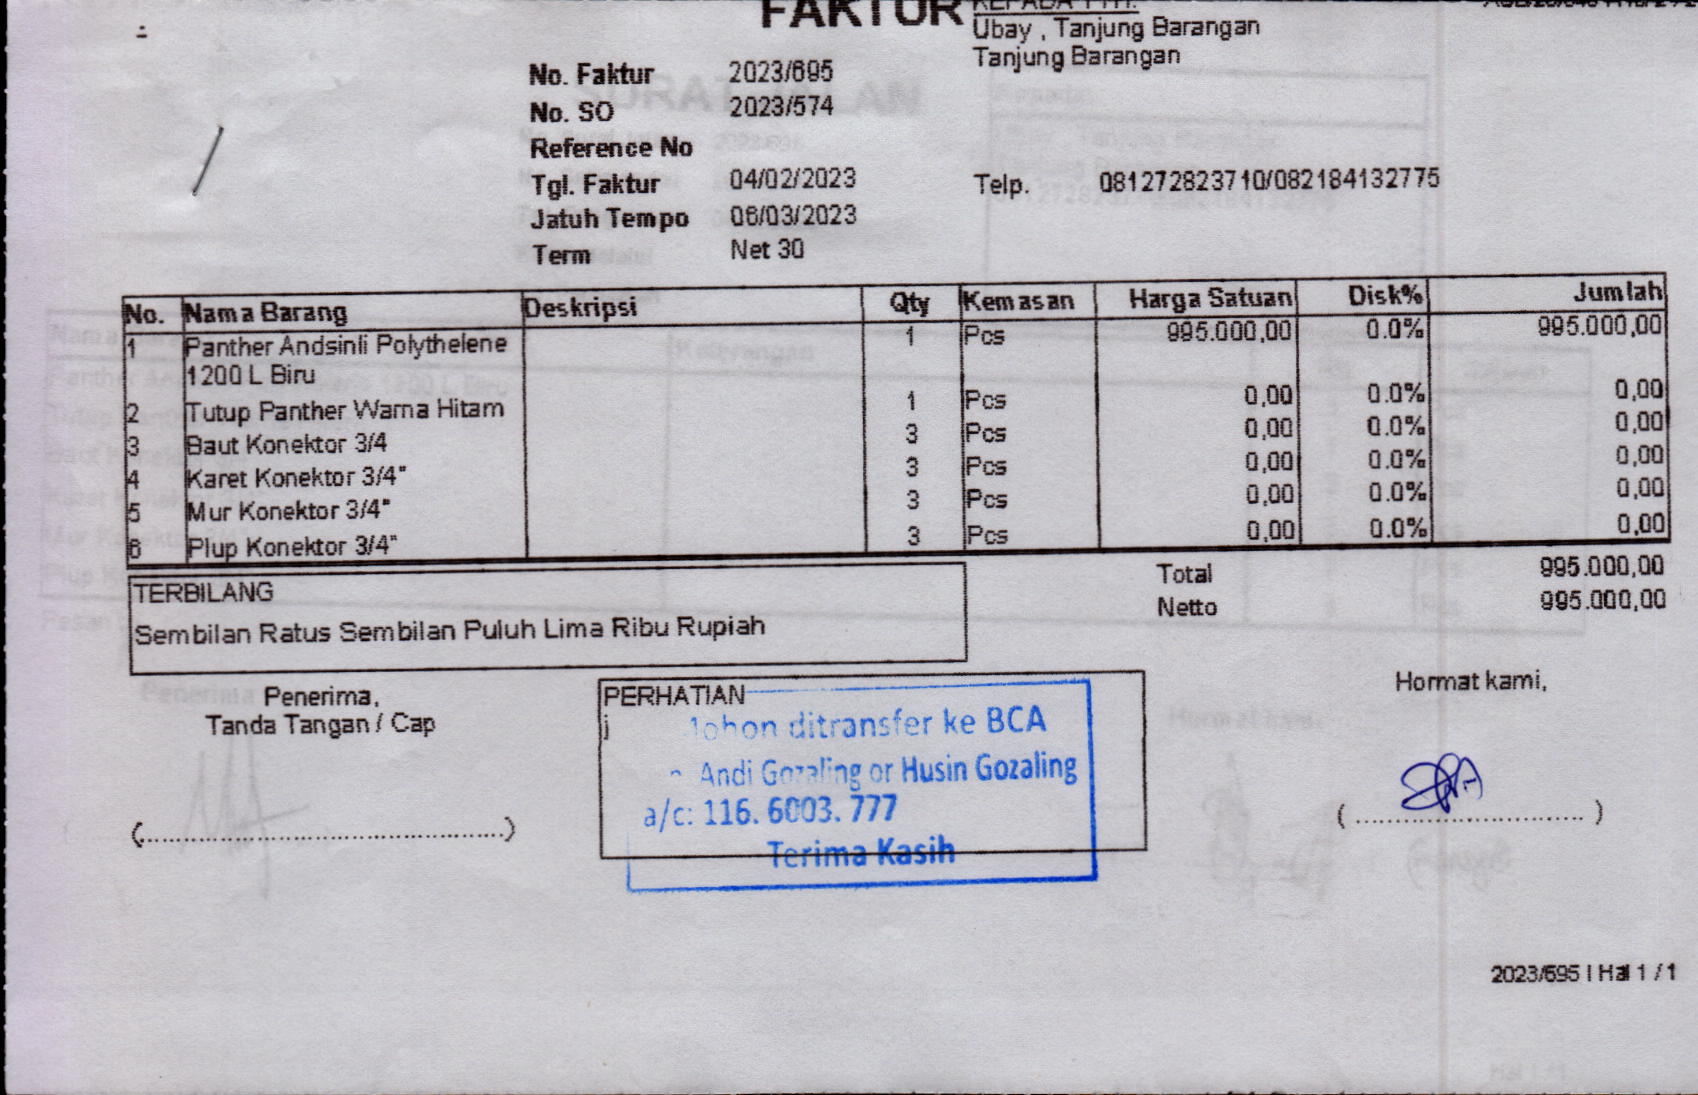 FAKTUR
KEPADA YTH.
Ubay , Tanjung Barangan
Tanjung Barangan
No. Faktur 2023/695
No. SO 2023/574
Reference No
Tgl. Faktur 04/02/2023
Telp. 081272823710/082184132775
Jatuh Tempo 06/03/2023
Term Net 30
No. Nama Barang Deskripsi Qty Kemasan Harga Satuan Disk% Jumlah
1 Panther Andsinli Polythelene 1 Pcs 995.000,00 0.0% 995.000,00
1200 L Biru
2 Tutup Panther Warna Hitam 1 Pcs 0,00 0.0% 0,00
3 Baut Konektor 3/4 3 Pcs 0,00 0.0% 0,00
4 Karet Konektor 3/4" 3 Pcs 0,00 0.0% 0,00
5 Mur Konektor 3/4" 3 Pcs 0,00 0.0% 0,00
6 Plup Konektor 3/4" 3 Pcs 0,00 0.0% 0,00
Total 995.000,00
Netto 995.000,00
TERBILANG
Sembilan Ratus Sembilan Puluh Lima Ribu Rupiah
Penerima,
Tanda Tangan / Cap
(................................................)
PERHATIAN
j
ditransfer ke BCA
Andi Gozaling or Husin Gozaling
a/c: 116. 6003. 777
Terima Kasih
Hormat kami,
(..............................)
2023/695 | Hal 1 / 1